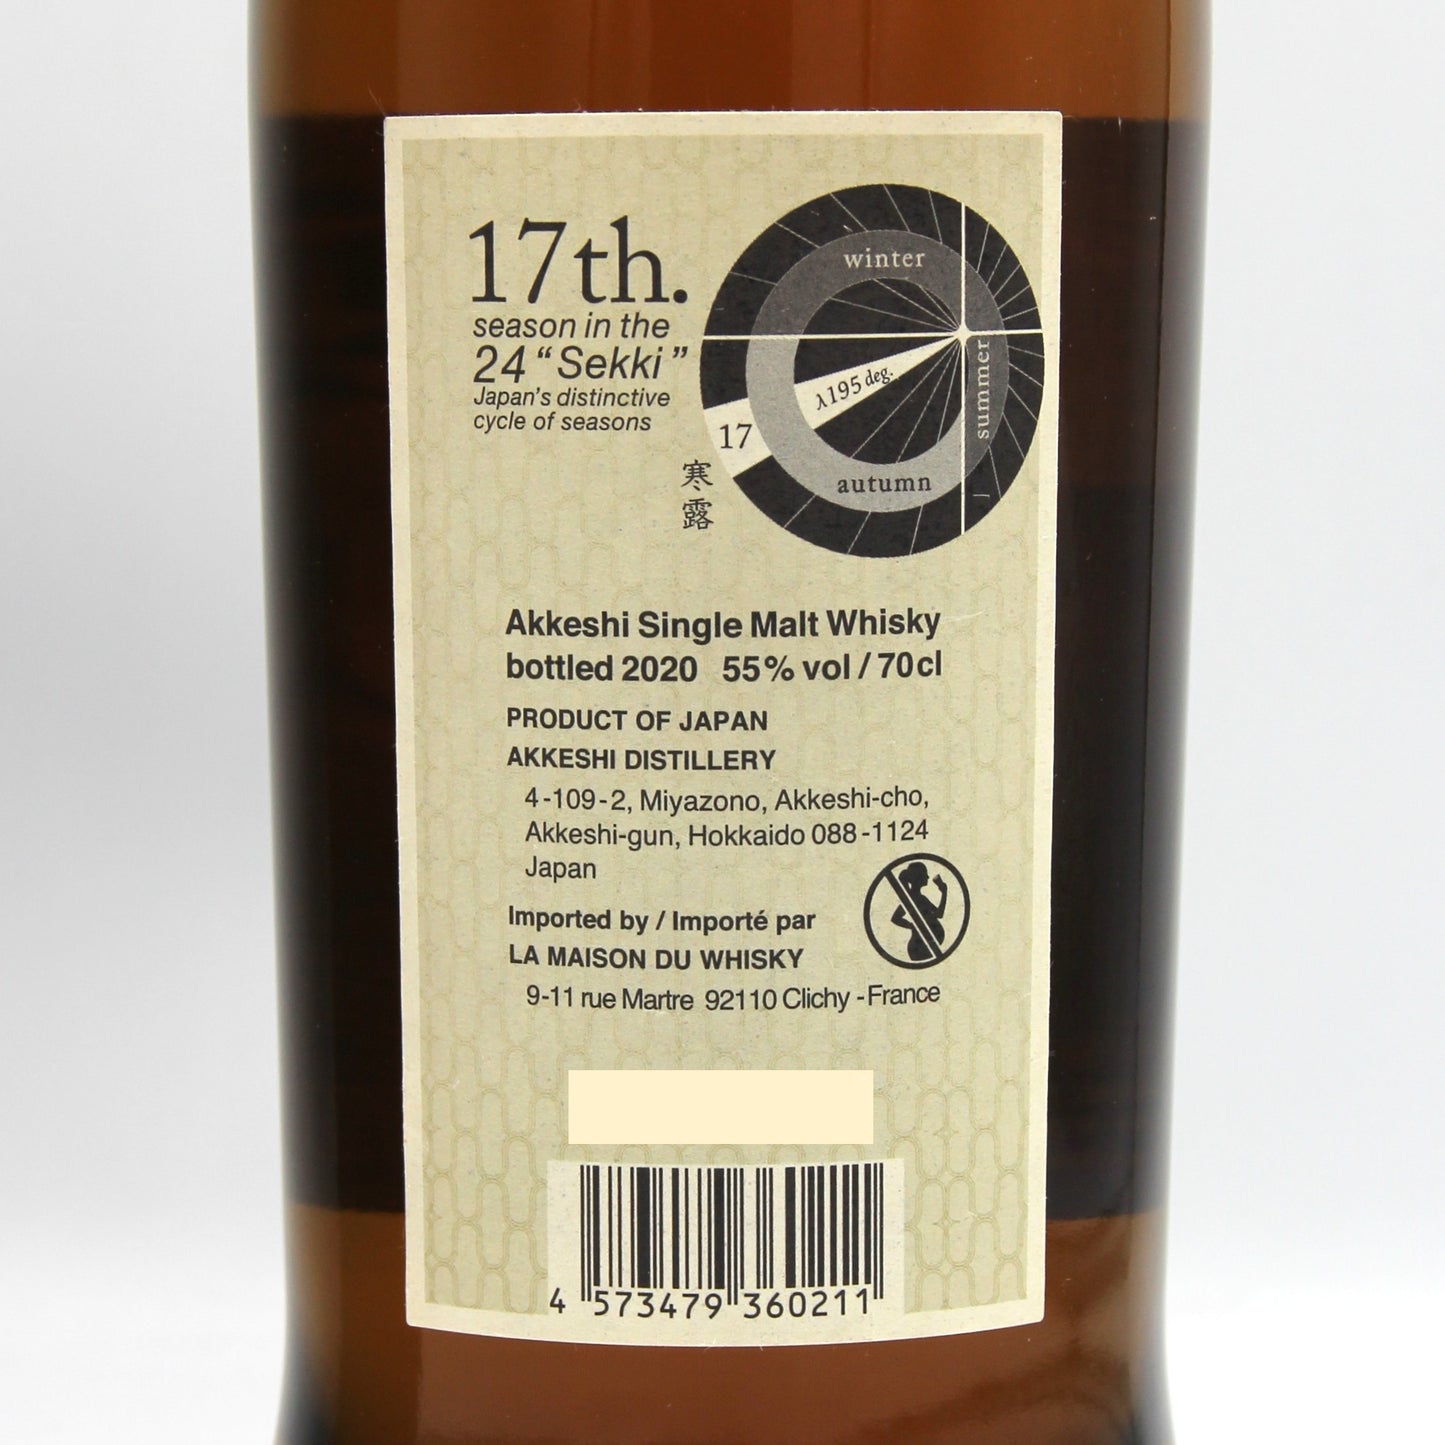 17th.
season in the
24 “Sekki”
Japan's distinctive
cycle of seasons
winter
summer
autumn
λ195 deg.
17
寒露
Akkeshi Single Malt Whisky
bottled 2020 55% vol / 70cl
PRODUCT OF JAPAN
AKKESHI DISTILLERY
4-109-2, Miyazono, Akkeshi-cho,
Akkeshi-gun, Hokkaido 088-1124
Japan
Imported by / Importé par
LA MAISON DU WHISKY
9-11 rue Martre 92110 Clichy - France
4 573479 360211